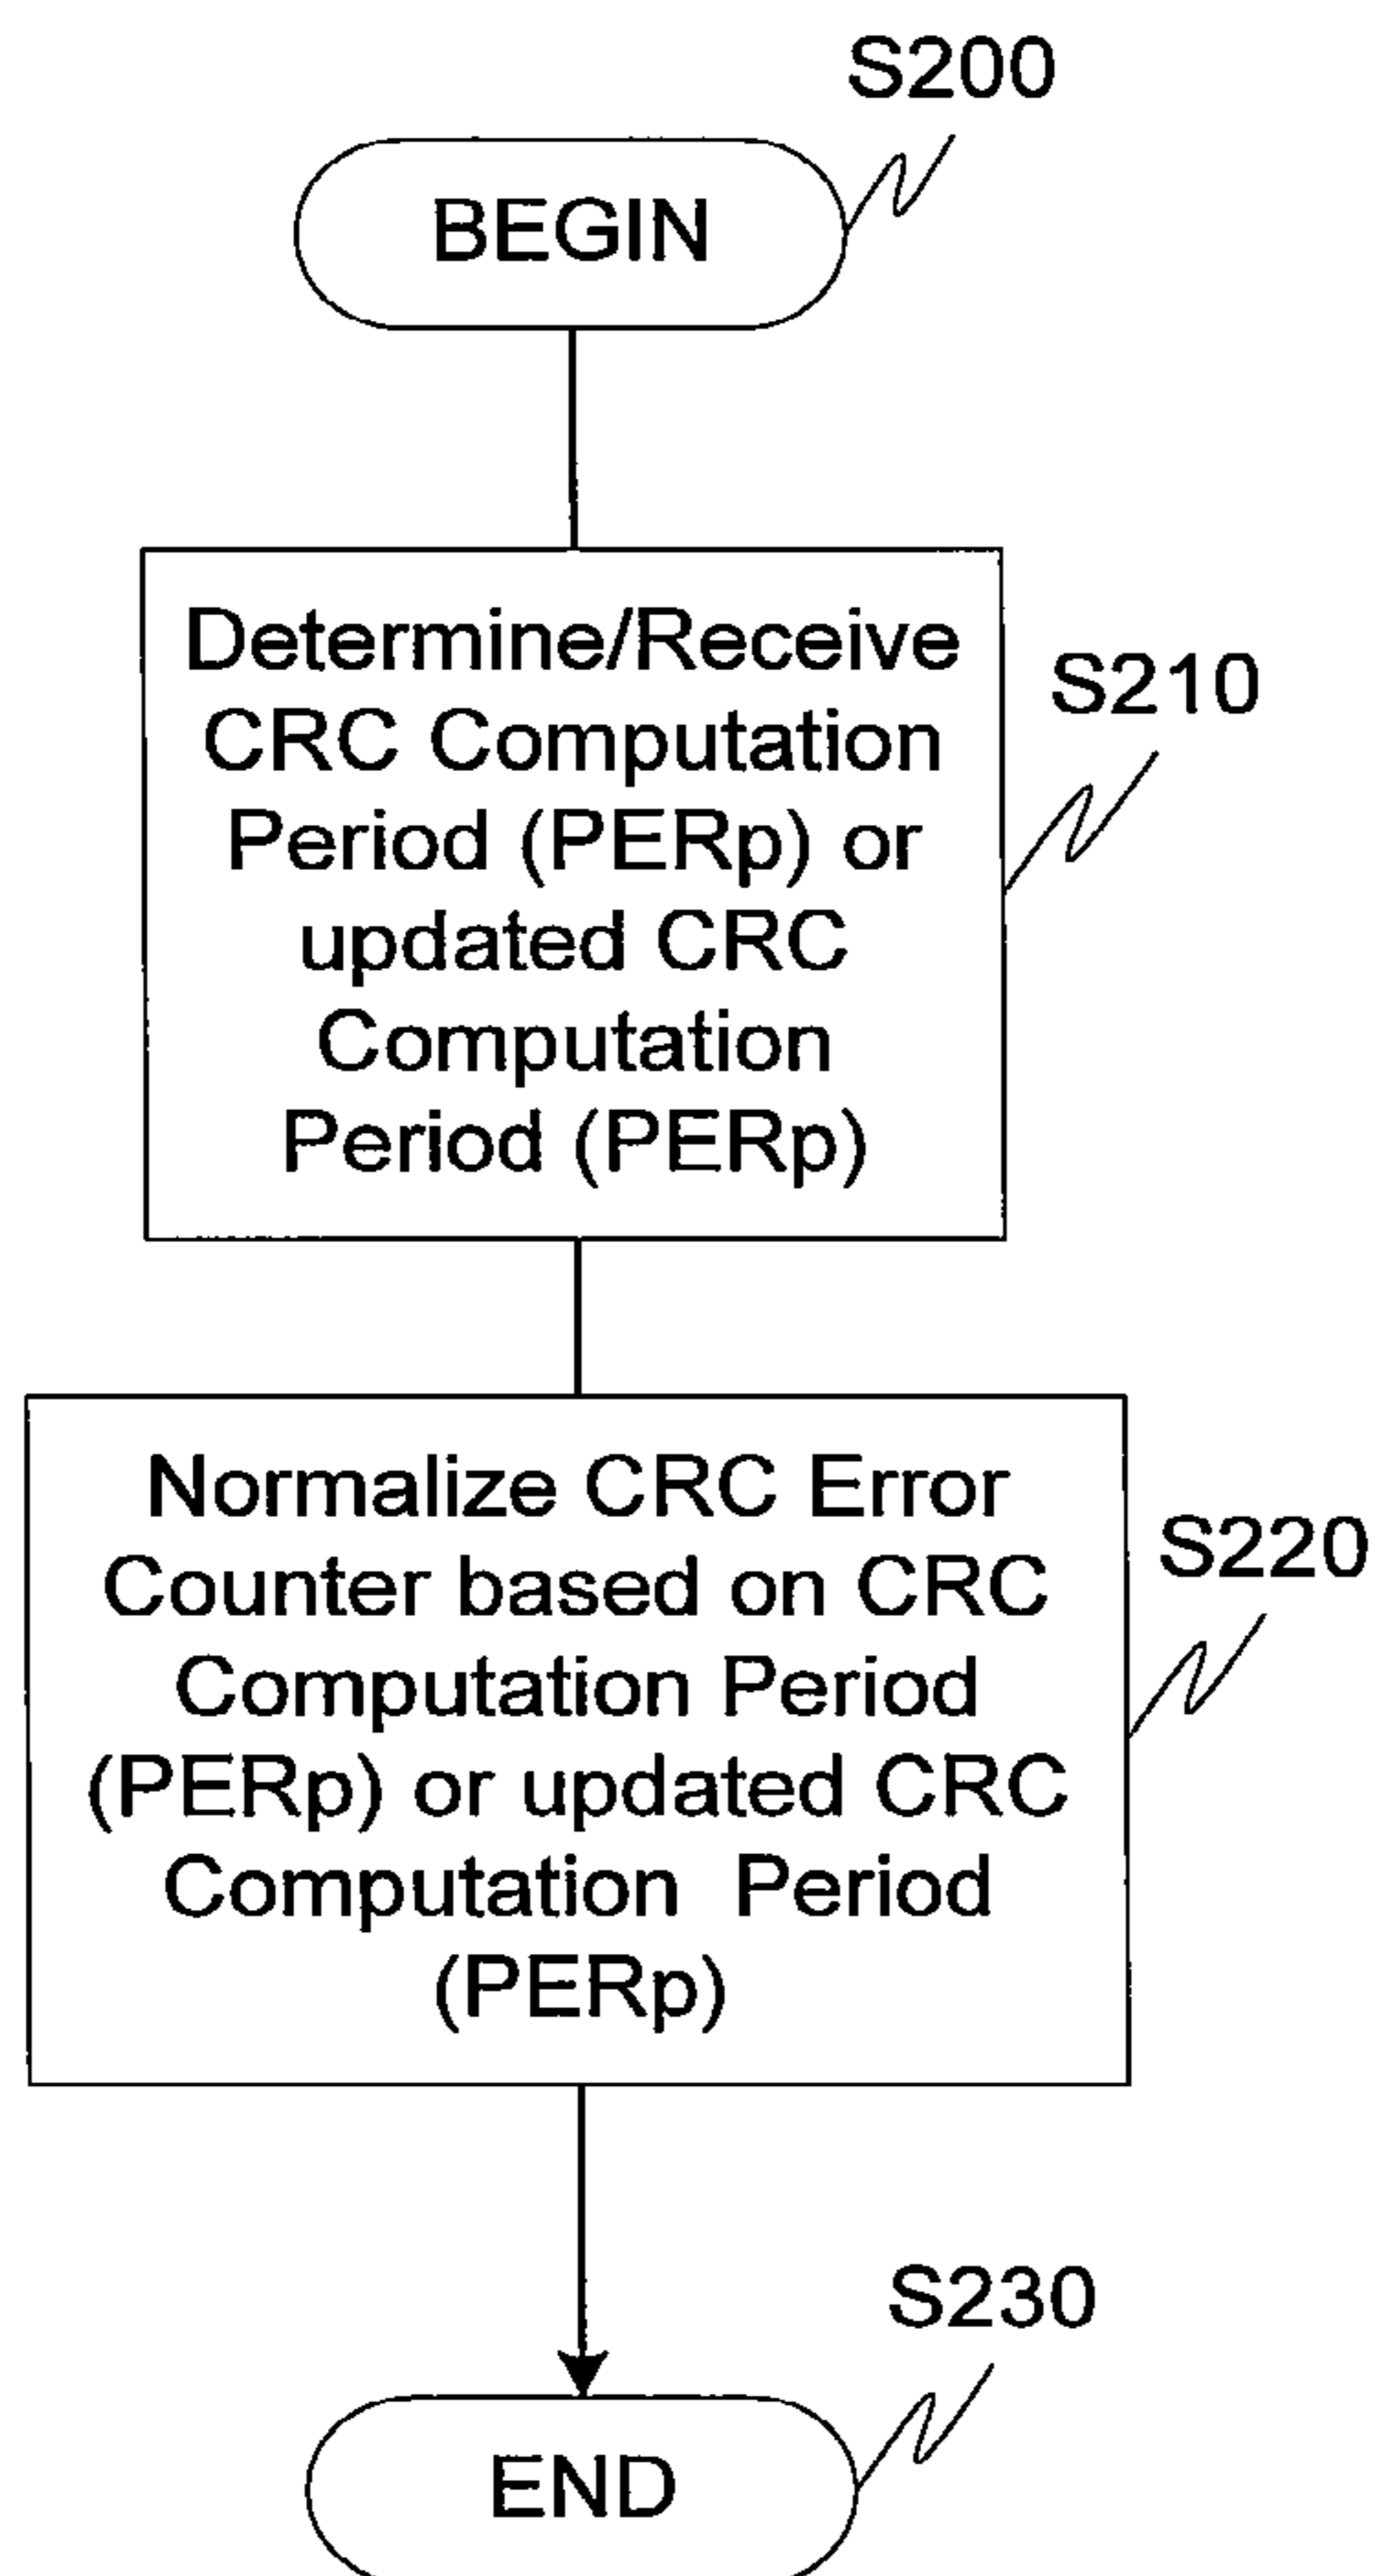 S200
BEGIN
Determine/Receive
CRC Computation
Period (PERp) or
updated CRC
Computation
Period (PERp)
S210
Normalize CRC Error
Counter based on CRC
Computation Period
(PERp) or updated CRC
Computation Period
(PERp)
S220
S230
END